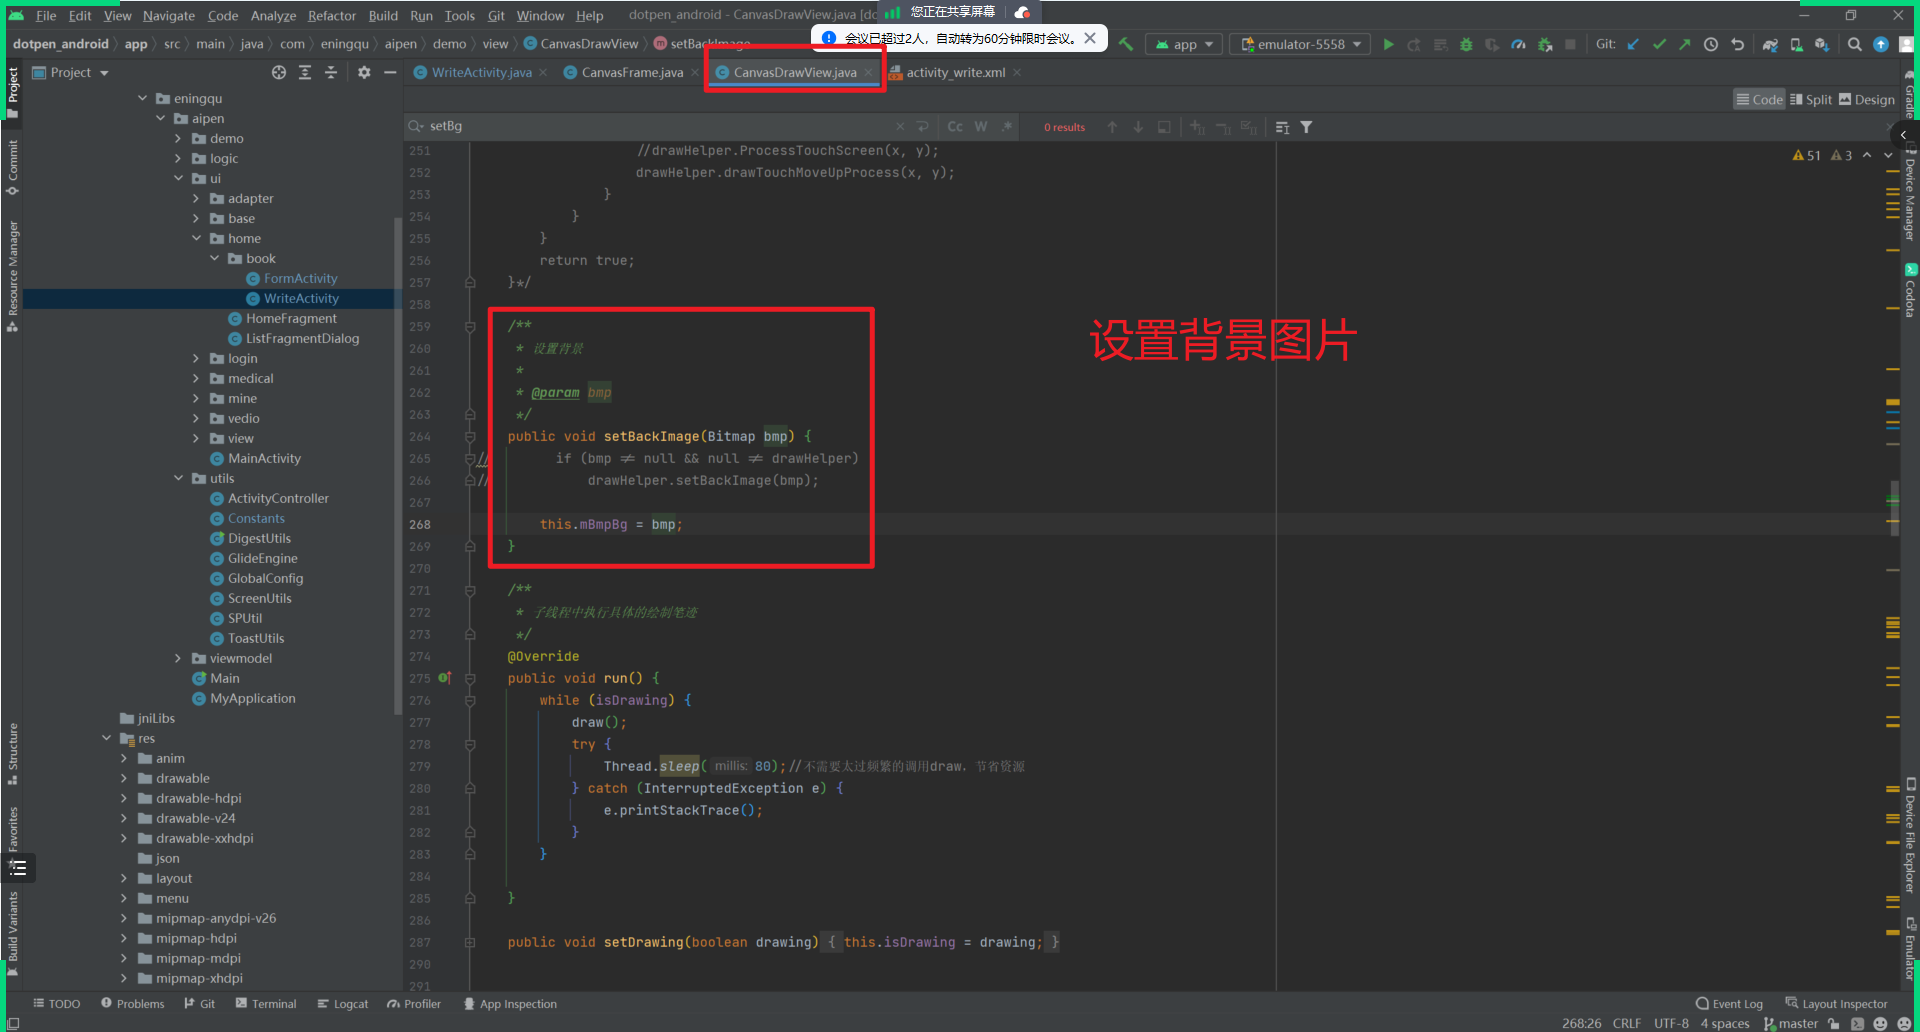 File Edit View Navigate Code Analyze Refactor Build Run Tools Git Window Help dotpen_android - CanvasDrawView.java [do
您正在共享屏幕
会议已超过2人，自动转为60分钟限时会议。
dotpen_android app src main java com eningqu aipen demo view CanvasDrawView setBackImage
app emulator-5558 Git:
Project
WriteActivity.java CanvasFrame.java CanvasDrawView.java activity_write.xml
Code Split Design
setBg Cc W .* 0 results
51 3
eningqu
aipen
demo
logic
ui
adapter
base
home
book
FormActivity
WriteActivity
HomeFragment
ListFragmentDialog
login
medical
mine
vedio
view
MainActivity
utils
ActivityController
Constants
DigestUtils
GlideEngine
GlobalConfig
ScreenUtils
SPUtil
ToastUtils
viewmodel
Main
MyApplication
jniLibs
res
anim
drawable
drawable-hdpi
drawable-v24
drawable-xxhdpi
json
layout
menu
mipmap-anydpi-v26
mipmap-hdpi
mipmap-mdpi
mipmap-xhdpi
251 //drawHelper.ProcessTouchScreen(x, y);
252 drawHelper.drawTouchMoveUpProcess(x, y);
253 }
254 }
255 }
256 return true;
257 }*/
258
259 /**
260 * 设置背景
261 *
262 * @param bmp
263 */
264 public void setBackImage(Bitmap bmp) {
265 // if (bmp ≠ null && null ≠ drawHelper)
266 // drawHelper.setBackImage(bmp);
267
268 this.mBmpBg = bmp;
269 }
270
271 /**
272 * 子线程中执行具体的绘制笔迹
273 */
274 @Override
275 public void run() {
276 while (isDrawing) {
277 draw();
278 try {
279 Thread.sleep( millis: 80);//不需要太过频繁的调用draw，节省资源
280 } catch (InterruptedException e) {
281 e.printStackTrace();
282 }
283 }
284
285 }
286
287 public void setDrawing(boolean drawing) { this.isDrawing = drawing; }
290
291
设置背景图片
Project
Commit
Resource Manager
Structure
Favorites
Build Variants
Gradle
Device Manager
Codota
Device File Explorer
Emulator
TODO Problems Git Terminal Logcat Profiler App Inspection Event Log Layout Inspector
268:26 CRLF UTF-8 4 spaces master